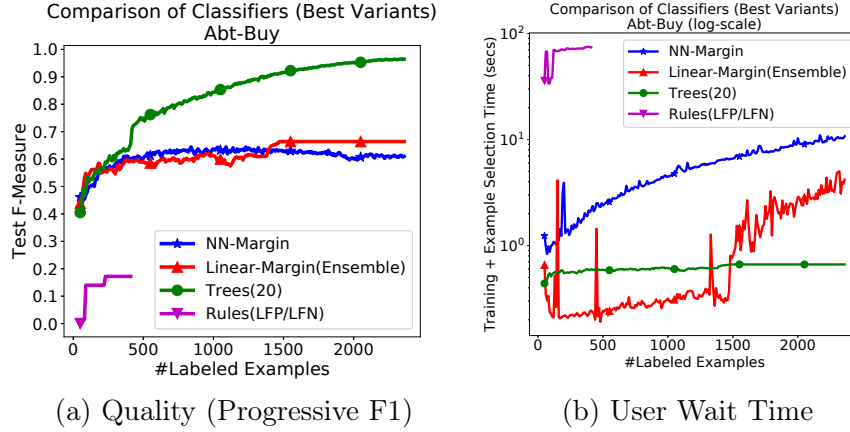 Comparison of Classifiers (Best Variants)
Abt-Buy
Test F-Measure
1.0
0.9
0.8
0.7
0.6
0.5
0.4
0.3
0.2
0.1
0.0
NN-Margin
Linear-Margin(Ensemble)
Trees(20)
Rules(LFP/LFN)
0 500 1000 1500 2000
#Labeled Examples
(a) Quality (Progressive F1)
Comparison of Classifiers (Best Variants)
Abt-Buy (log-scale)
Training + Example Selection Time (secs)
10²
10¹
10⁰
NN-Margin
Linear-Margin(Ensemble)
Trees(20)
Rules(LFP/LFN)
0 500 1000 1500 2000
#Labeled Examples
(b) User Wait Time